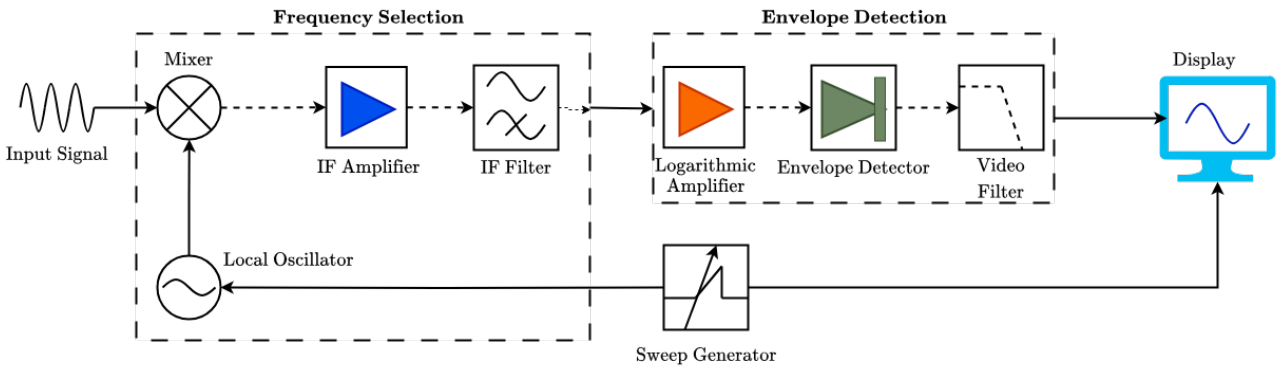 Frequency Selection
Envelope Detection
Mixer
Display
Input Signal
IF Amplifier
IF Filter
Logarithmic
Amplifier
Envelope Detector
Video
Filter
Local Oscillator
Sweep Generator